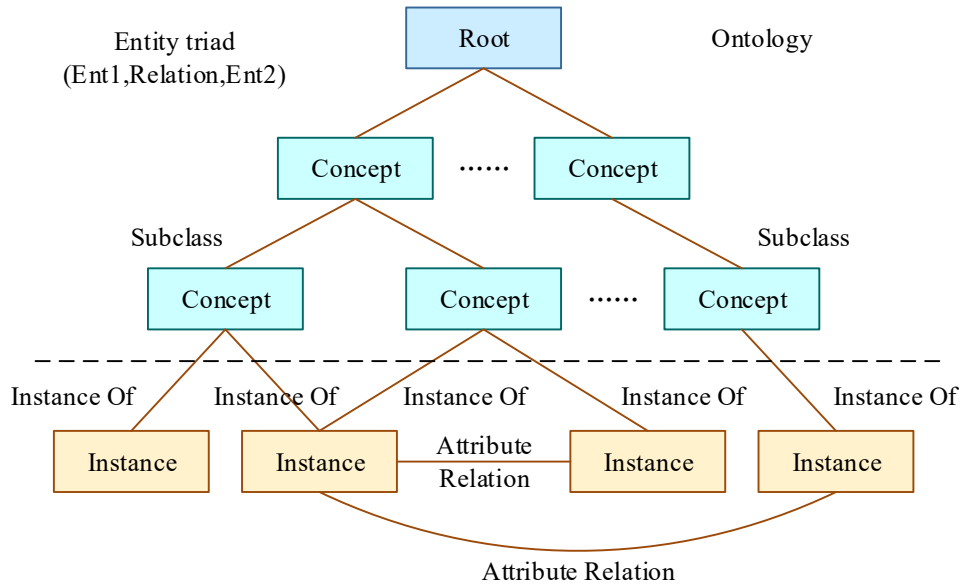 Entity triad
(Ent1,Relation,Ent2)
Root
Ontology
Concept
......
Concept
Subclass
Subclass
Concept
Concept
......
Concept
Instance Of
Instance Of
Instance Of
Instance Of
Instance Of
Instance
Instance
Attribute
Relation
Instance
Instance
Attribute Relation